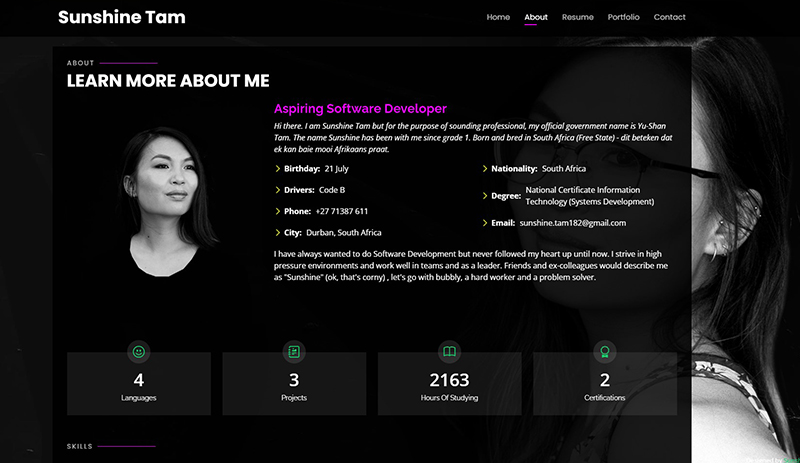 Sunshine Tam
Home About Resume Portfolio Contact
ABOUT
LEARN MORE ABOUT ME
Aspiring Software Developer
Hi there. I am Sunshine Tam but for the purpose of sounding professional, my official government name is Yu-Shan
Tam. The name Sunshine has been with me since grade 1. Born and bred in South Africa (Free State) - dit beteken dat
ek kan baie mooi Afrikaans praat.
Birthday: 21 July
Drivers: Code B
Phone: +27 71387 611
City: Durban, South Africa
Nationality: South Africa
Degree: National Certificate Information
Technology (Systems Development)
Email: sunshine.tam182@gmail.com
I have always wanted to do Software Development but never followed my heart up until now. I strive in high
pressure environments and work well in teams and as a leader. Friends and ex-colleagues would describe me
as "Sunshine" (ok, that's corny) , let's go with bubbly, a hard worker and a problem solver.
4
Languages
3
Projects
2163
Hours Of Studying
2
Certifications
SKILLS